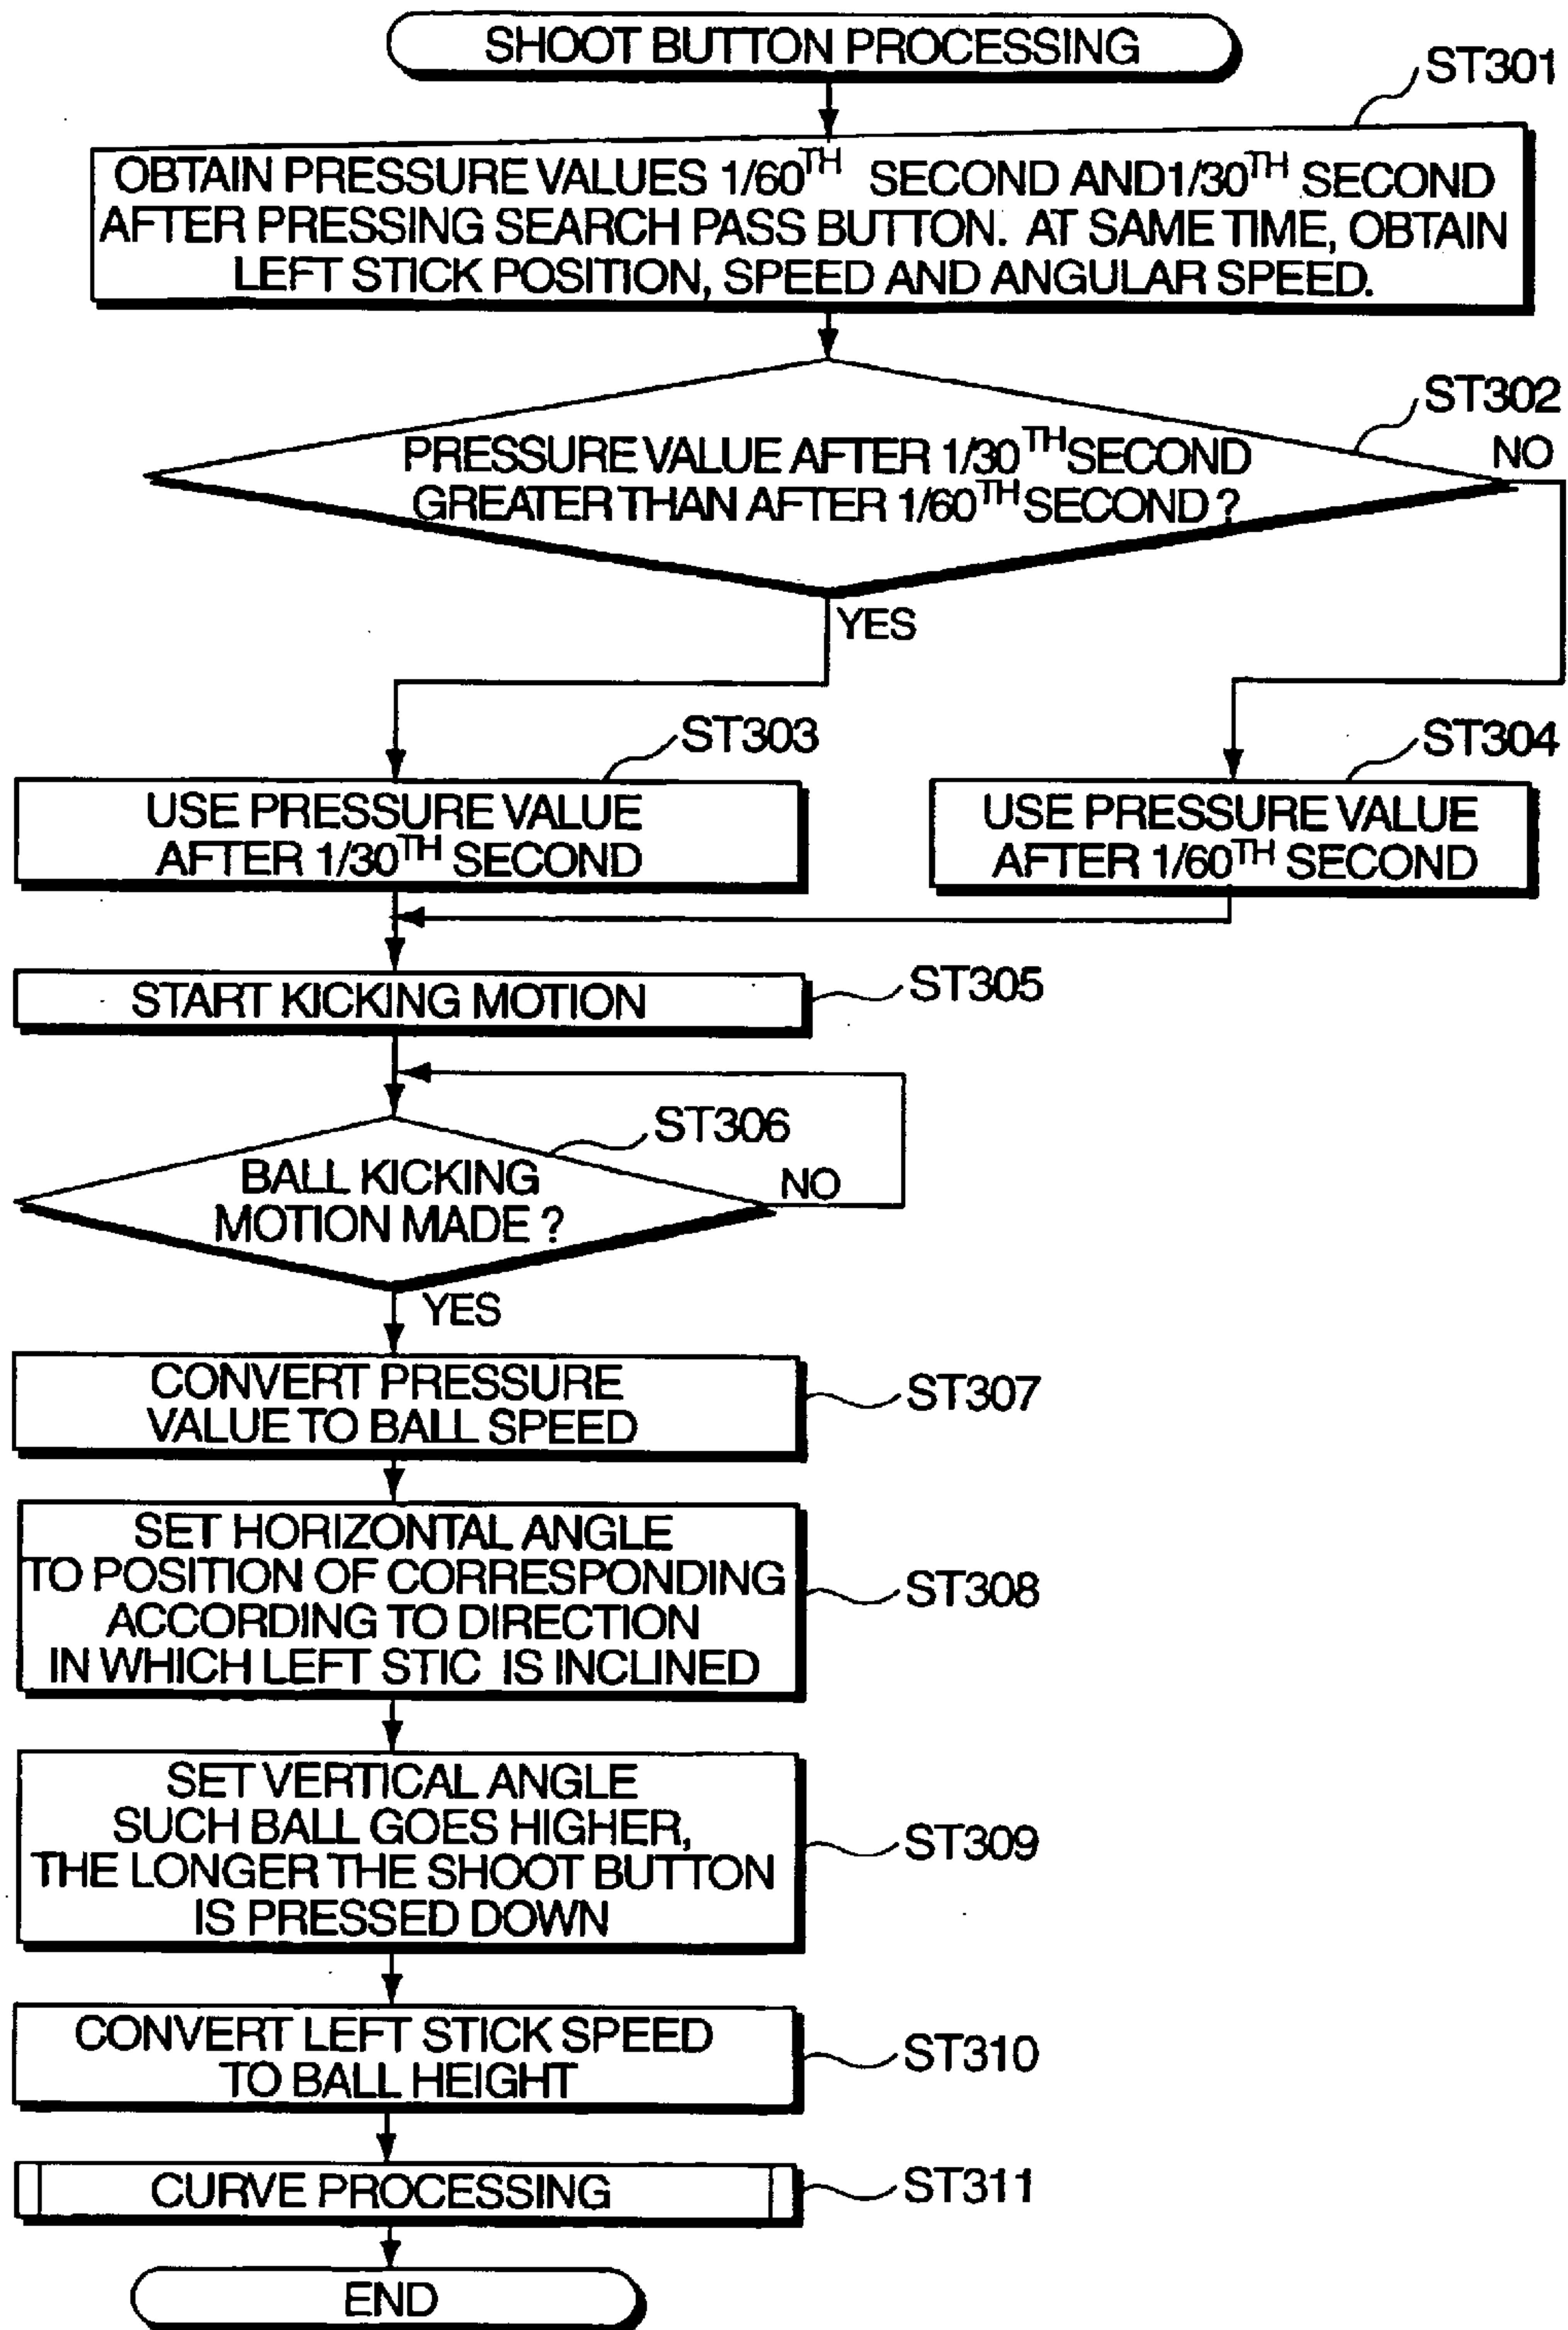 SHOOT BUTTON PROCESSING
ST301
OBTAIN PRESSURE VALUES 1/60TH SECOND AND1/30TH SECOND
AFTER PRESSING SEARCH PASS BUTTON. AT SAME TIME, OBTAIN
LEFT STICK POSITION, SPEED AND ANGULAR SPEED.
ST302
PRESSURE VALUE AFTER 1/30TH SECOND
GREATER THAN AFTER 1/60TH SECOND ?
NO
YES
ST303
USE PRESSURE VALUE
AFTER 1/30TH SECOND
ST304
USE PRESSURE VALUE
AFTER 1/60TH SECOND
START KICKING MOTION
ST305
ST306
BALL KICKING
MOTION MADE ?
NO
YES
CONVERT PRESSURE
VALUE TO BALL SPEED
ST307
SET HORIZONTAL ANGLE
TO POSITION OF CORRESPONDING
ACCORDING TO DIRECTION
IN WHICH LEFT STIC IS INCLINED
ST308
SET VERTICAL ANGLE
SUCH BALL GOES HIGHER,
THE LONGER THE SHOOT BUTTON
IS PRESSED DOWN
ST309
CONVERT LEFT STICK SPEED
TO BALL HEIGHT
ST310
CURVE PROCESSING
ST311
END